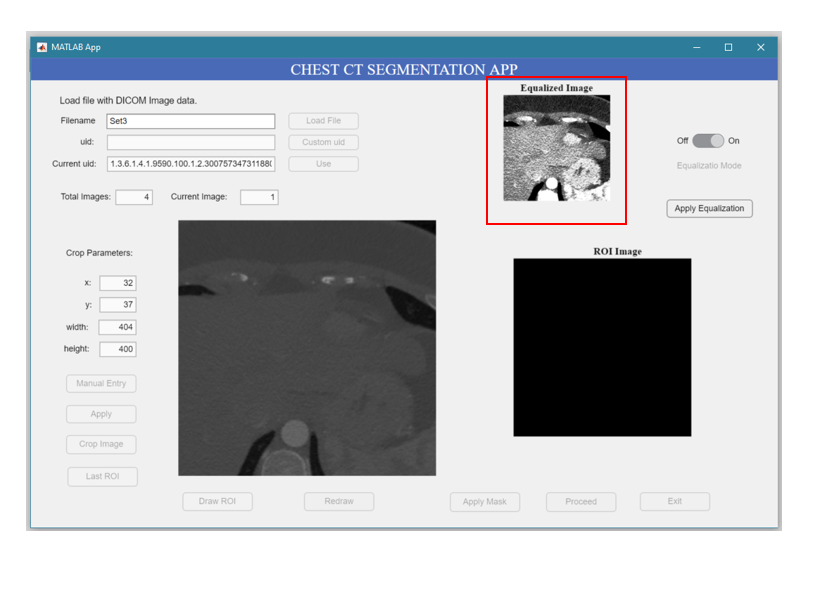 MATLAB App
CHEST CT SEGMENTATION APP
Load file with DICOM Image data.
Filename Set3 Load File
uid: Custom uid
Current uid: 1.3.6.1.4.1.9590.100.1.2.30075734731188( Use
Total Images: 4 Current Image: 1
Equalized Image
Off On
Equalizatio Mode
Apply Equalization
Crop Parameters:
x: 32
y: 37
width: 404
height: 400
Manual Entry
Apply
Crop Image
Last ROI
ROI Image
Draw ROI Redraw Apply Mask Proceed Exit